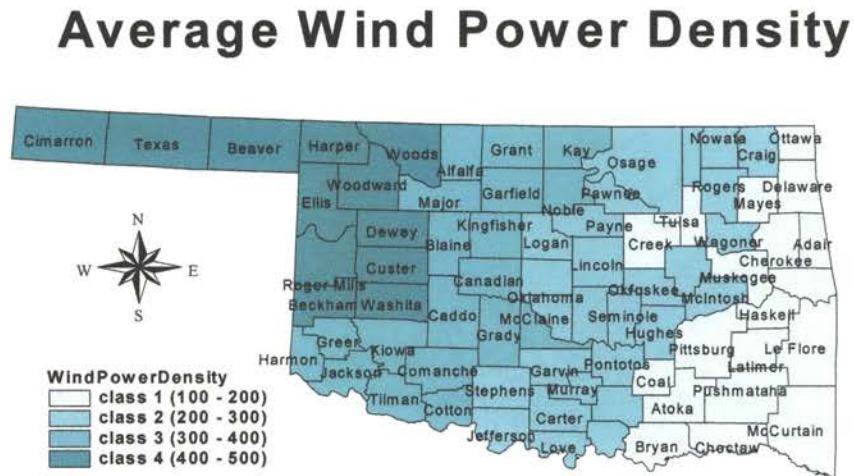 Average Wind Power Density
Cimarron Texas Beaver Harper Woods Alfalfa Grant Kay Osage Nowata Craig Ottawa
Ellis Woodward Major Garfield Noble Pawnee Rogers Mayes Delaware
Dewey Blaine Kingfisher Logan Payne Creek Tulsa Wagoner Cherokee Adair
Roger Mills Custer Canadian Oklahoma Lincoln Okfuskee Muskogee McIntosh
Beckham Washita Caddo Grady McClaine Seminole Hughes Pittsburg Haskell Le Flore
Harmon Greer Kiowa Comanche Garvin Pontotos Coal Latimer
Jackson Tilman Cotton Stephens Murray Carter Atoka Pushmataha McCurtain
Jefferson Love Bryan Choctaw
N
W E
S
WindPowerDensity
class 1 (100 - 200)
class 2 (200 - 300)
class 3 (300 - 400)
class 4 (400 - 500)